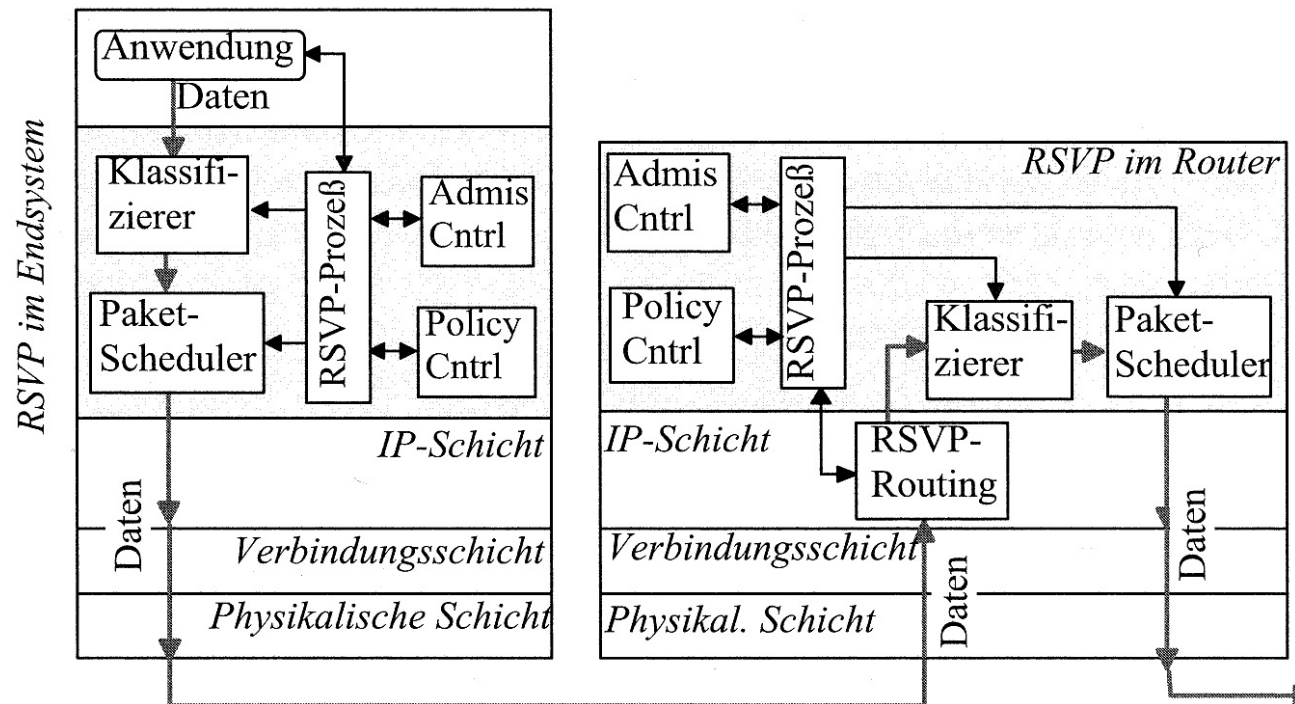 RSVP im Endsystem
Anwendung
Daten
Klassifi-
zierer
RSVP-Prozeß
Admis
Cntrl
Paket-
Scheduler
Policy
Cntrl
IP-Schicht
Daten
Verbindungsschicht
Physikalische Schicht
RSVP im Router
Admis
Cntrl
RSVP-Prozeß
Policy
Cntrl
Klassifi-
zierer
Paket-
Scheduler
IP-Schicht
RSVP-
Routing
Verbindungsschicht
Daten
Daten
Physikal. Schicht